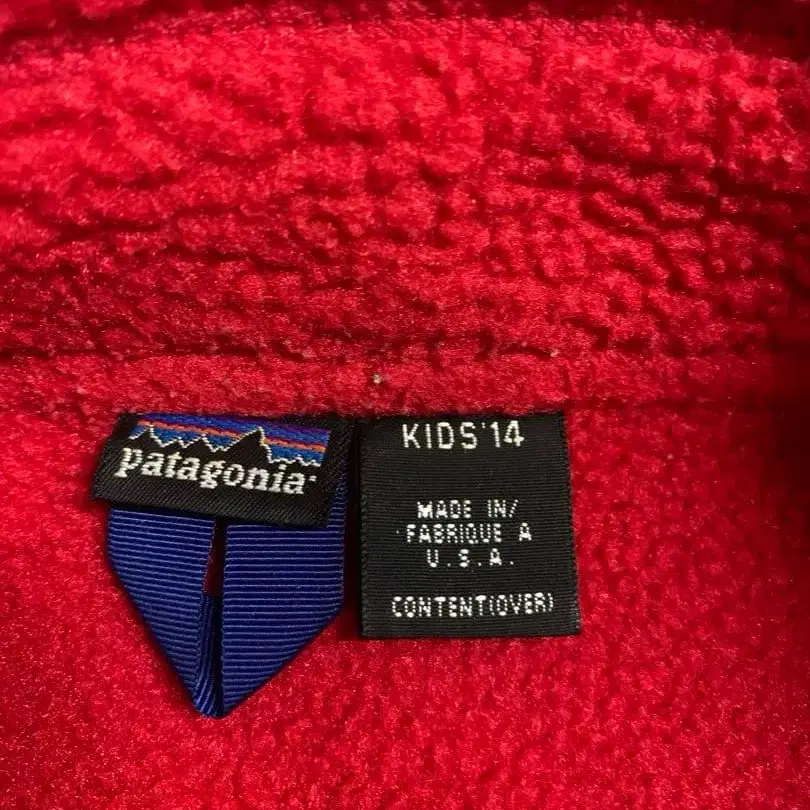 patagonia®
KIDS'14
MADE IN/
FABRIQUE A
U.S.A.
CONTENT(OVER)